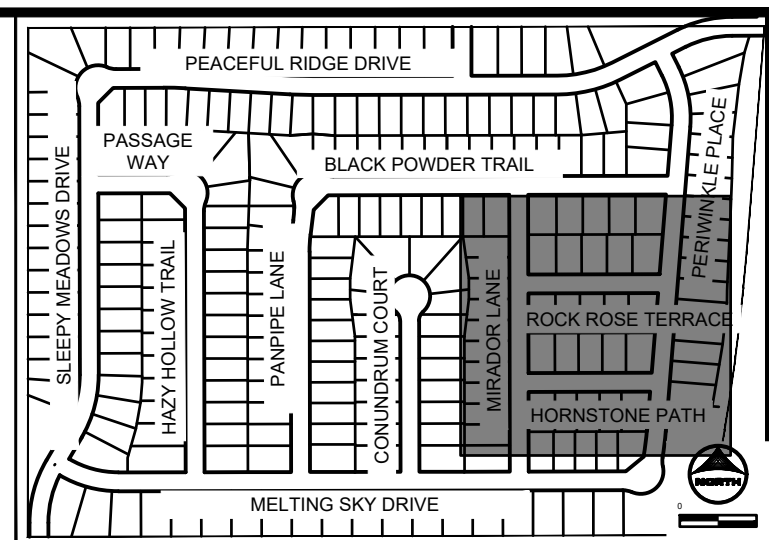 PEACEFUL RIDGE DRIVE
PASSAGE
WAY
BLACK POWDER TRAIL
PERIWINKLE PLACE
SLEEPY MEADOWS DRIVE
HAZY HOLLOW TRAIL
PANPIPE LANE
CONUNDRUM COURT
MIRADOR LANE
ROCK ROSE TERRACE
HORNSTONE PATH
MELTING SKY DRIVE
NORTH
0